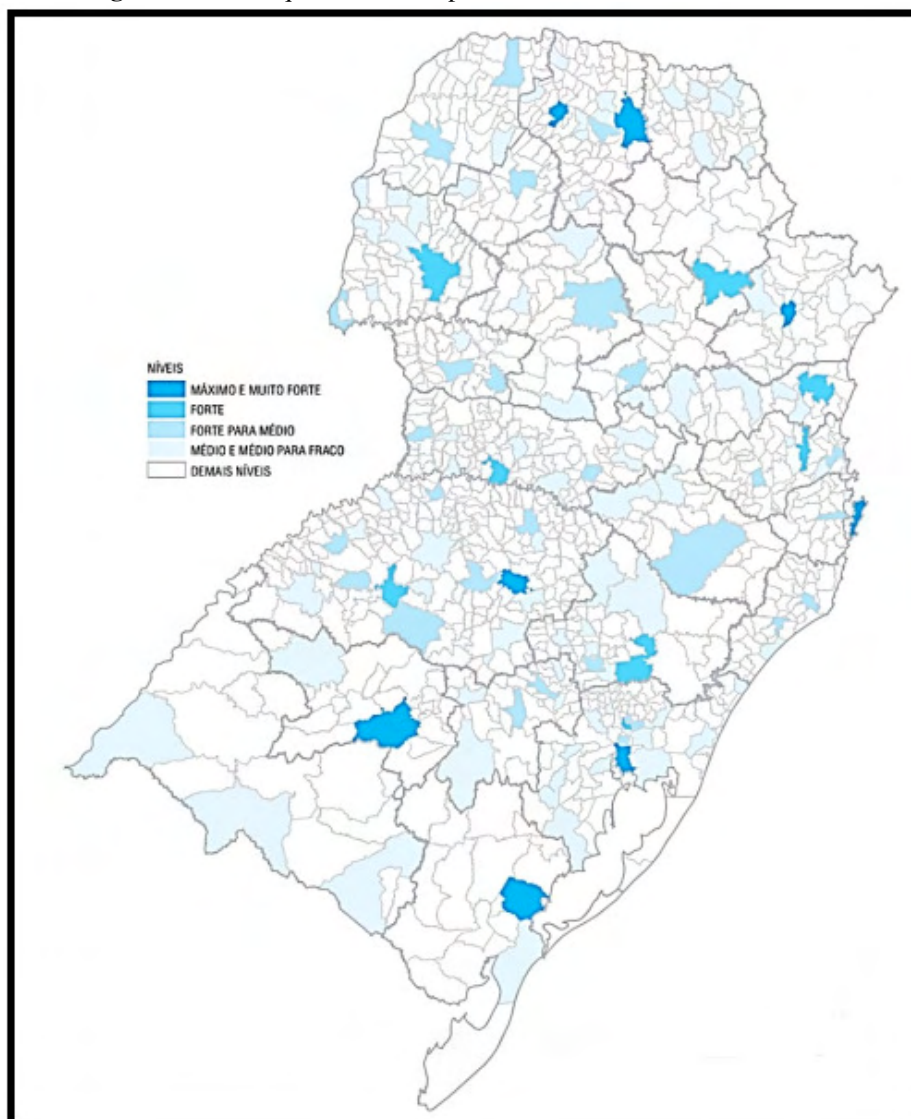 NÍVEIS
MÁXIMO E MUITO FORTE
FORTE
FORTE PARA MÉDIO
MÉDIO E MÉDIO PARA FRACO
DEMAIS NÍVEIS